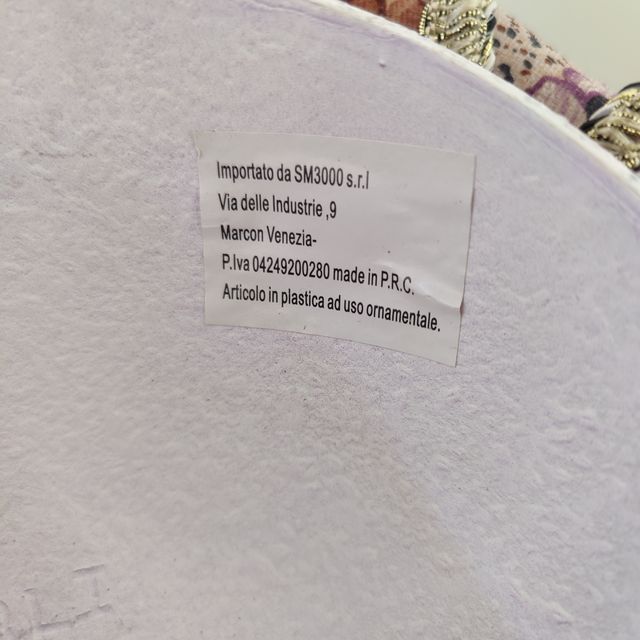 Importato da SM3000 s.r.l
Via delle Industrie ,9
Marcon Venezia-
P.Iva 04249200280 made in P.R.C.
Articolo in plastica ad uso ornamentale.